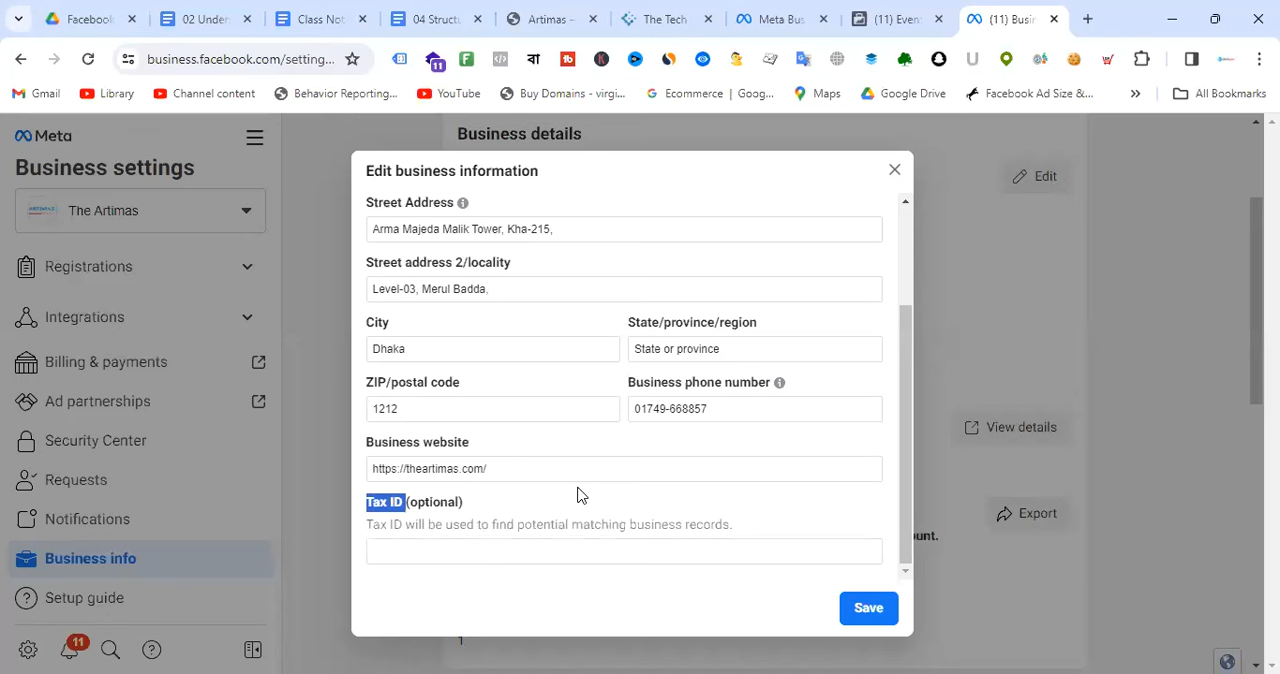 Facebook
02 Under
Class Not
04 Structu
Artimas –
The Tech
Meta Bus
(11) Even
(11) Busin
business.facebook.com/setting...
11
Gmail
Library
Channel content
Behavior Reporting...
YouTube
Buy Domains - virgi...
Ecommerce | Goog...
Maps
Google Drive
Facebook Ad Size &...
»
All Bookmarks
Meta
Business settings
The Artimas
Registrations
Integrations
Billing & payments
Ad partnerships
Security Center
Requests
Notifications
Business info
Setup guide
11
Business details
Edit
View details
Export
ount.
1
Edit business information
Street Address
Arma Majeda Malik Tower, Kha-215,
Street address 2/locality
Level-03, Merul Badda,
City
State/province/region
Dhaka
State or province
ZIP/postal code
Business phone number
1212
01749-668857
Business website
https://theartimas.com/
Tax ID (optional)
Tax ID will be used to find potential matching business records.
Save